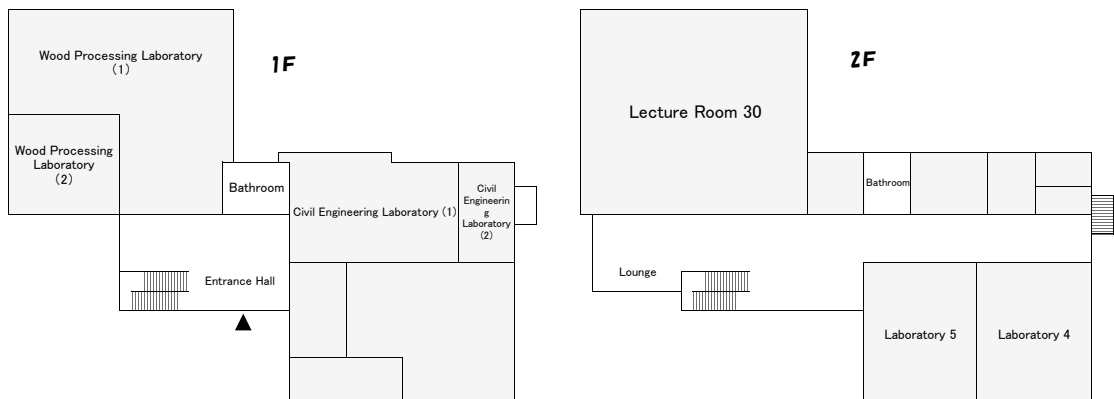 1F
Wood Processing Laboratory
（1）
Wood Processing
Laboratory
（2）
Bathroom
Civil Engineering Laboratory（1）
Civil
Engineerin
g
Laboratory
（2）
Entrance Hall
2F
Lecture Room 30
Bathroom
Lounge
Laboratory 5
Laboratory 4